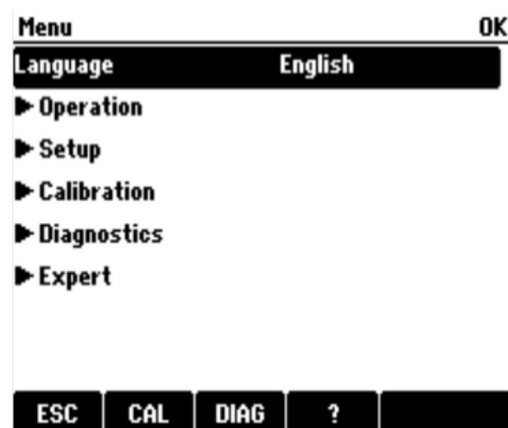 Menu OK
Language English
Operation
Setup
Calibration
Diagnostics
Expert
ESC CAL DIAG ?